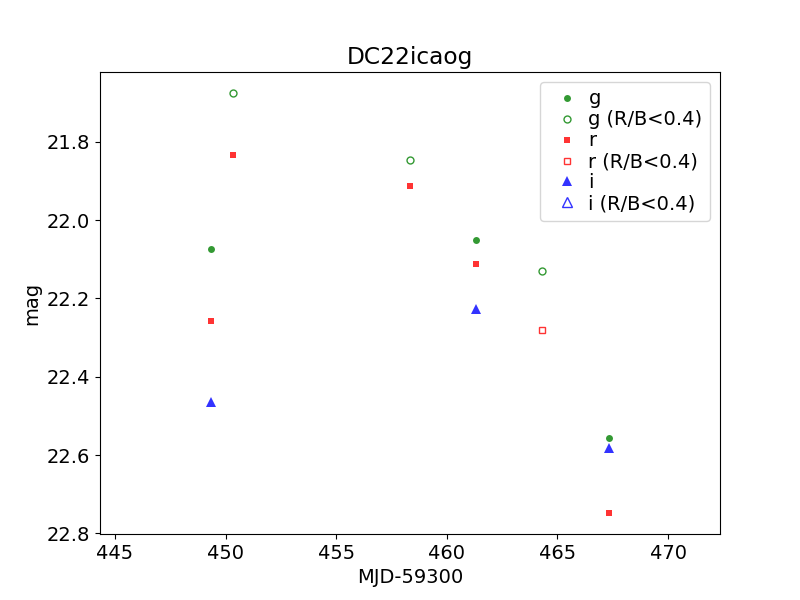 DC22icaog
g
g (R/B<0.4)
r
r (R/B<0.4)
i
i (R/B<0.4)
21.8
22.0
22.2
22.4
22.6
22.8
mag
445 450 455 460 465 470
MJD-59300